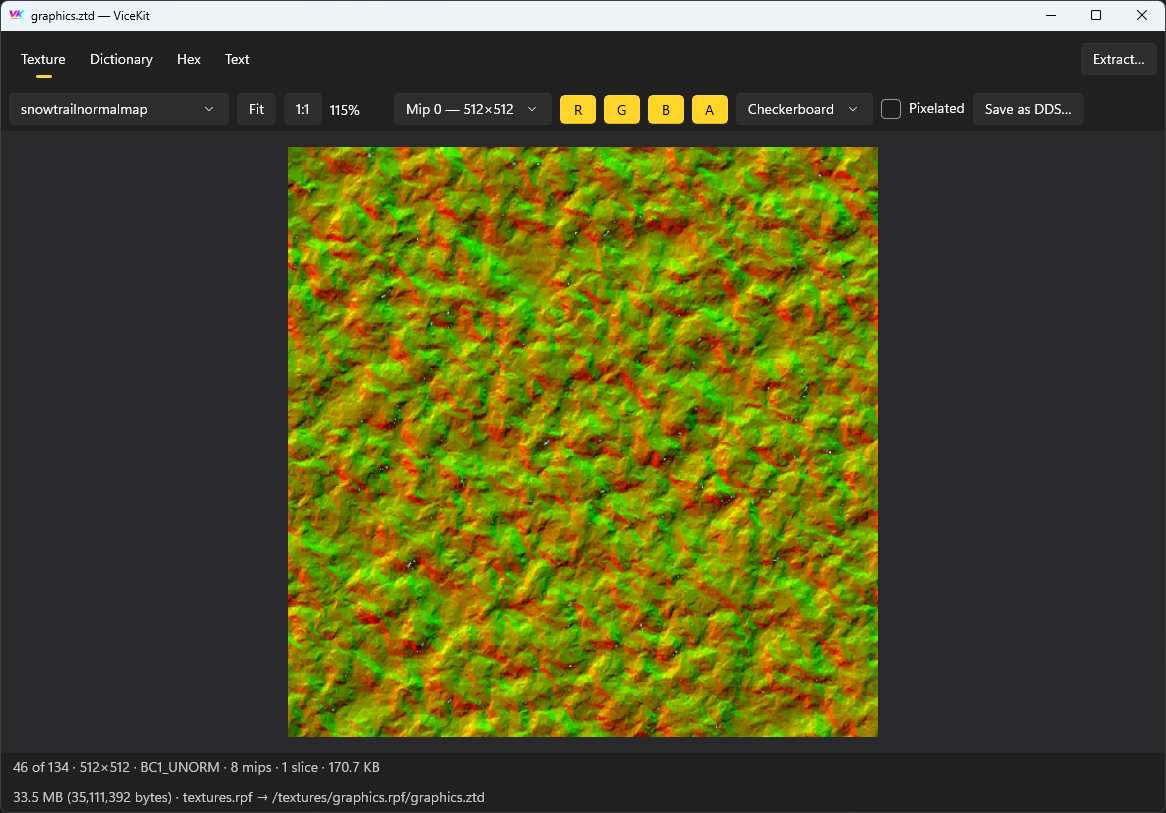 VK graphics.ztd — ViceKit
Texture Dictionary Hex Text Extract...
snowtrailnormalmap Fit 1:1 115% Mip 0 — 512×512 R G B A Checkerboard Pixelated Save as DDS...
46 of 134 · 512×512 · BC1_UNORM · 8 mips · 1 slice · 170.7 KB
33.5 MB (35,111,392 bytes) · textures.rpf → /textures/graphics.rpf/graphics.ztd